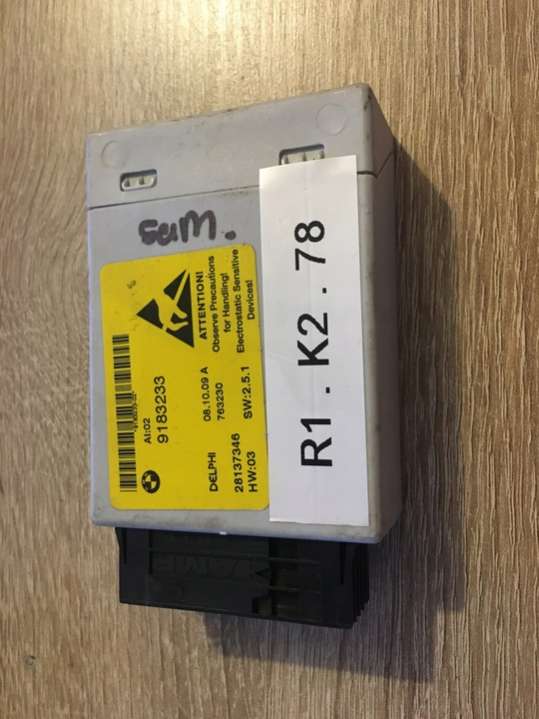 sum.
ATTENTION!
Observe Precautions
for Handling!
Electrostatic Sensitive
Devices!
AI:02
9183233
08.10.09 A
763230
SW:2.5.1
DELPHI
28137346
HW:03
R1.K2.78
AMP